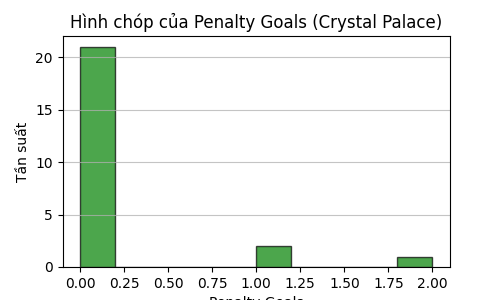 Hình chóp của Penalty Goals (Crystal Palace)
20
15
10
5
0
Tần suất
0.00 0.25 0.50 0.75 1.00 1.25 1.50 1.75 2.00
Penalty Goals